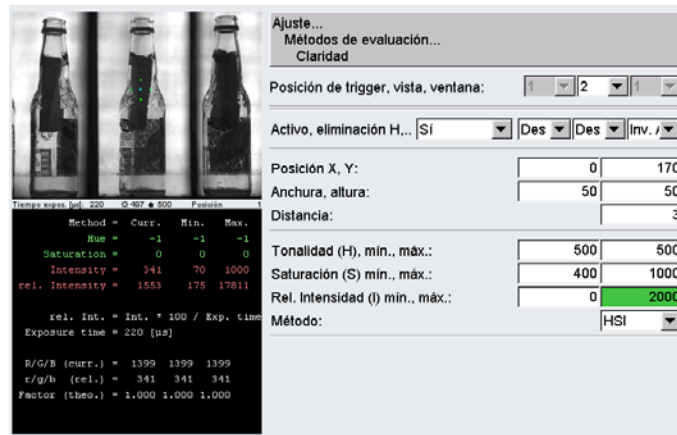 Ajuste...
Métodos de evaluación...
Claridad
Posición de trigger, vista, ventana: 1 2 1
Activo, eliminación H,.. Sí Des Des Inv. /
Posición X, Y: 0 170
Anchura, altura: 50 50
Distancia: 3
Tonalidad (H), mín., máx.: 500 500
Saturación (S) mín., máx.: 400 1000
Rel. Intensidad (I) mín., máx.: 0 2000
Método: HSI
Tiempo expos. [µs]: 220 407 500 Posición 1
Method = Curr. Min. Max.
Hue = -1 -1 -1
Saturation = 0 0 0
Intensity = 341 70 1000
rel. Intensity = 1553 175 17811
rel. Int. = Int. * 100 / Exp. time
Exposure time = 220 [µs]
R/G/B (curr.) = 1399 1399 1399
r/g/b (rel.) = 341 341 341
Factor (theo.) = 1.000 1.000 1.000